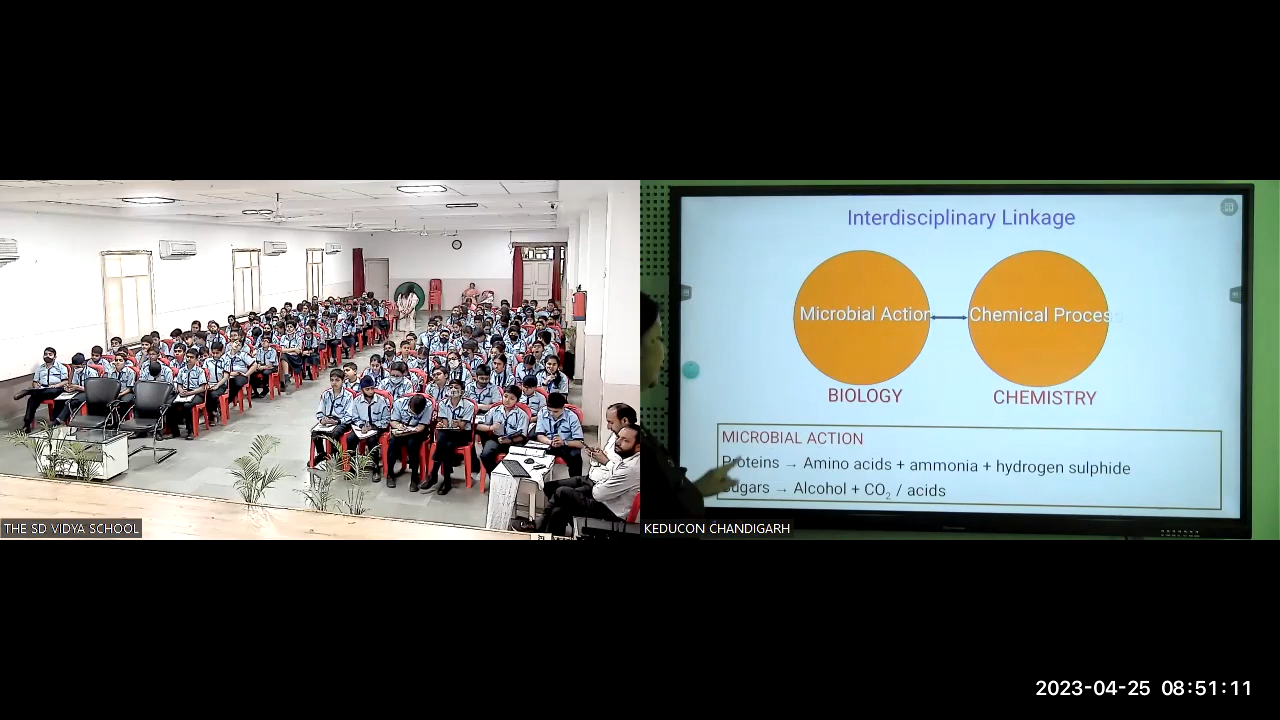 Interdisciplinary Linkage
Microbial Action
Chemical Process
BIOLOGY
CHEMISTRY
MICROBIAL ACTION
Proteins → Amino acids + ammonia + hydrogen sulphide
Sugars → Alcohol + CO₂ / acids
THE SD VIDYA SCHOOL
KEDUCON CHANDIGARH
2023-04-25 08:51:11